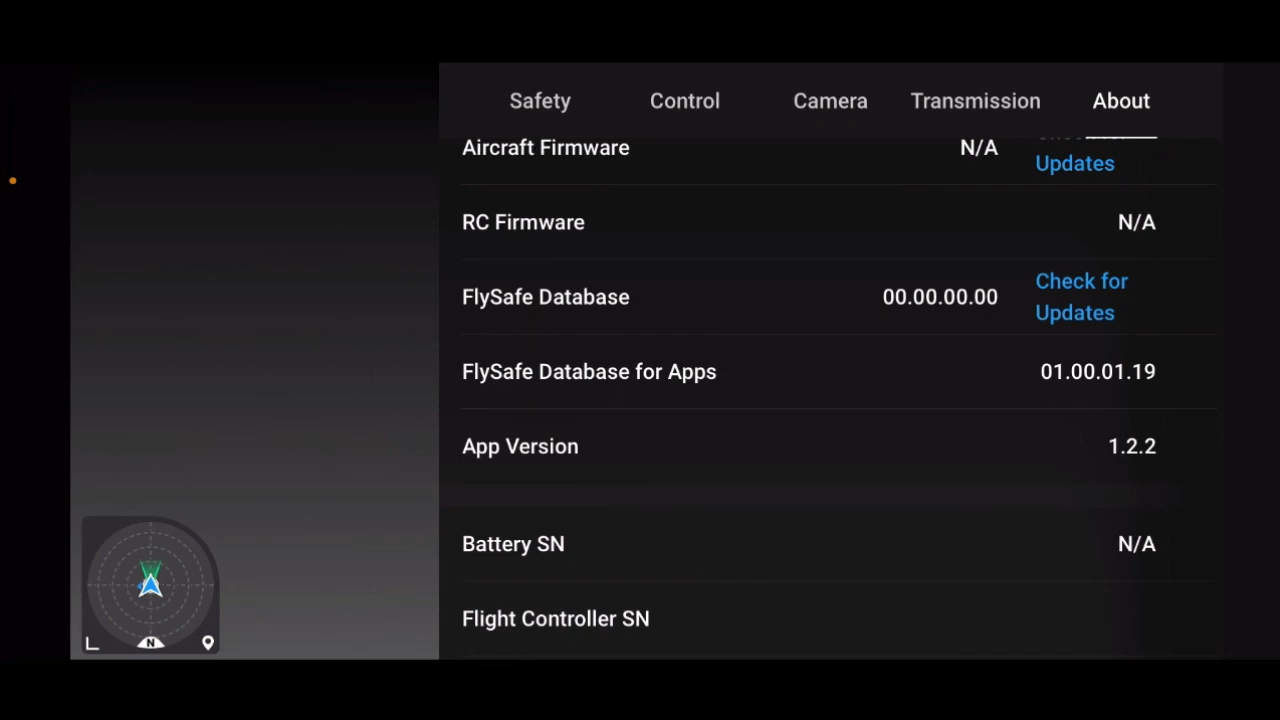 Safety Control Camera Transmission About
Aircraft Firmware N/A
Updates
RC Firmware N/A
FlySafe Database 00.00.00.00 Check for
Updates
FlySafe Database for Apps 01.00.01.19
App Version 1.2.2
Battery SN N/A
Flight Controller SN
N